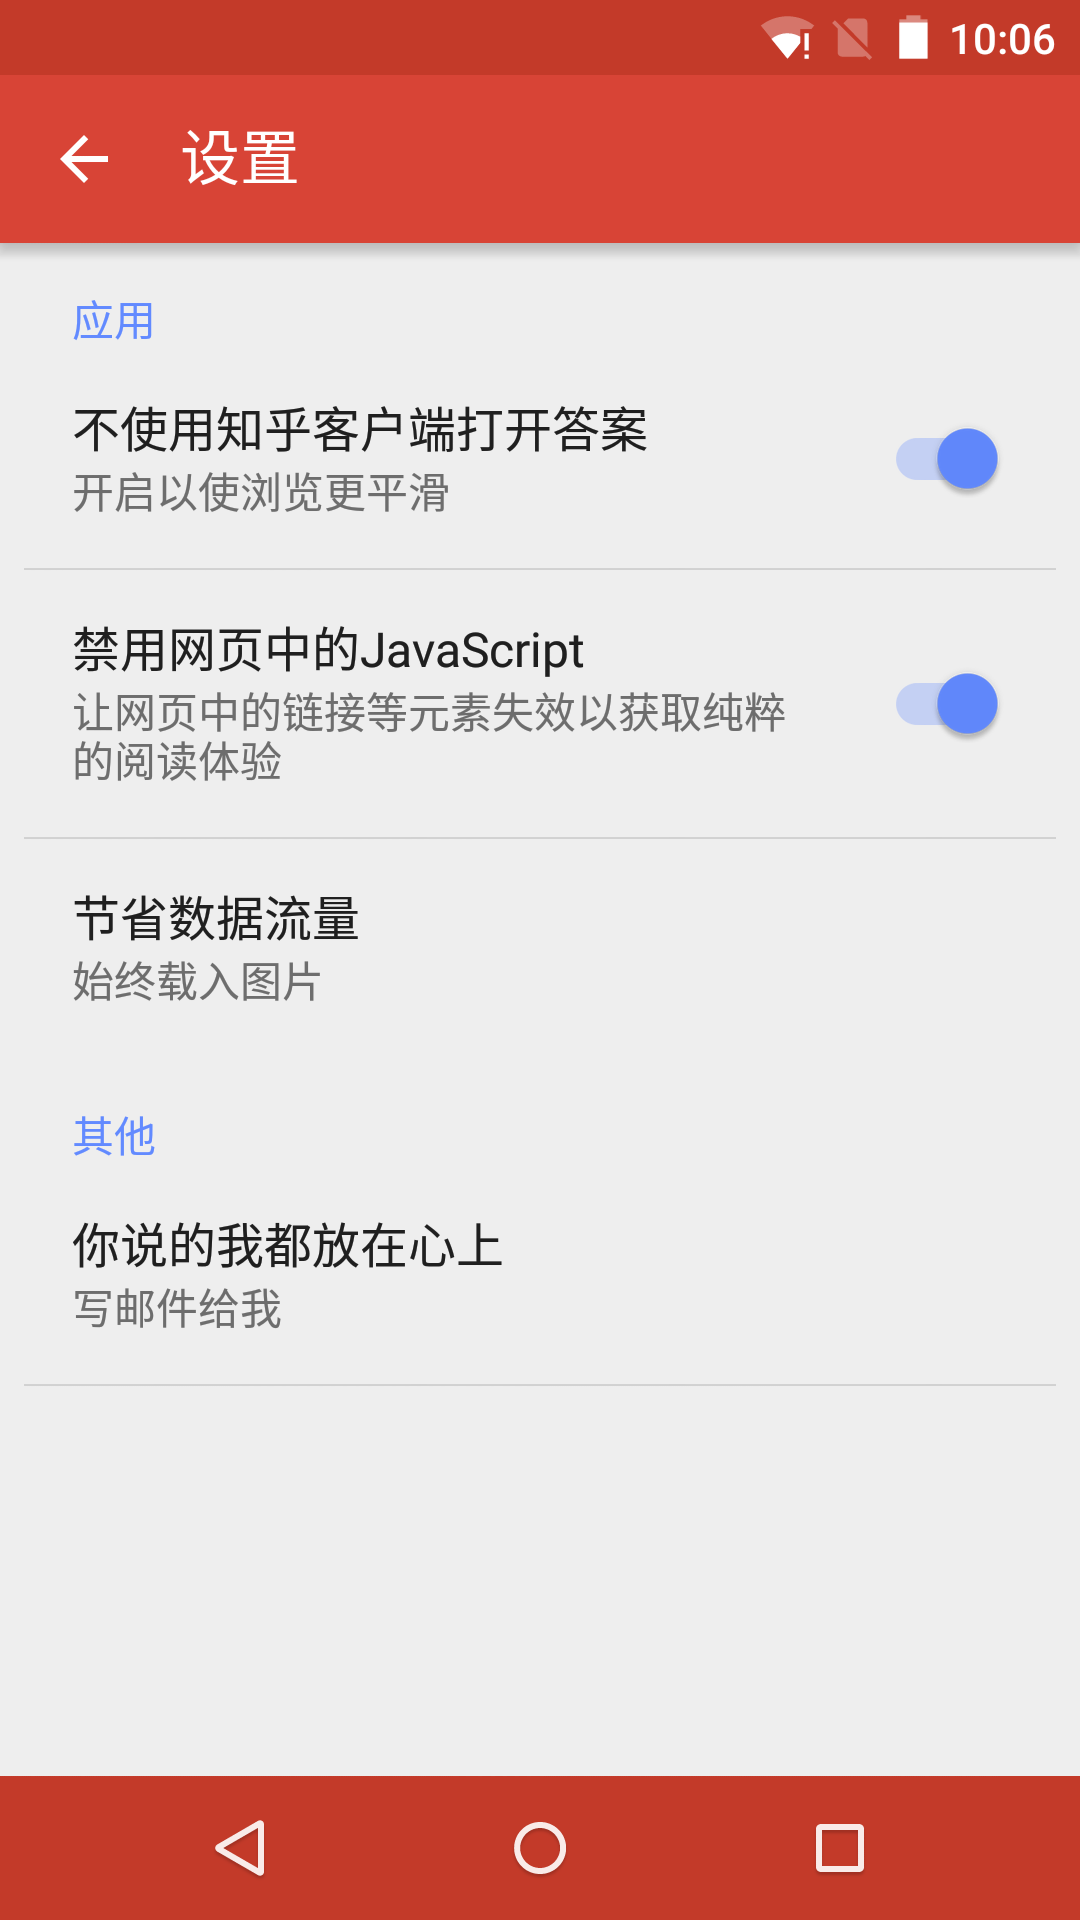 10:06
设置
应用
不使用知乎客户端打开答案
开启以使浏览更平滑
禁用网页中的JavaScript
让网页中的链接等元素失效以获取纯粹
的阅读体验
节省数据流量
始终载入图片
其他
你说的我都放在心上
写邮件给我